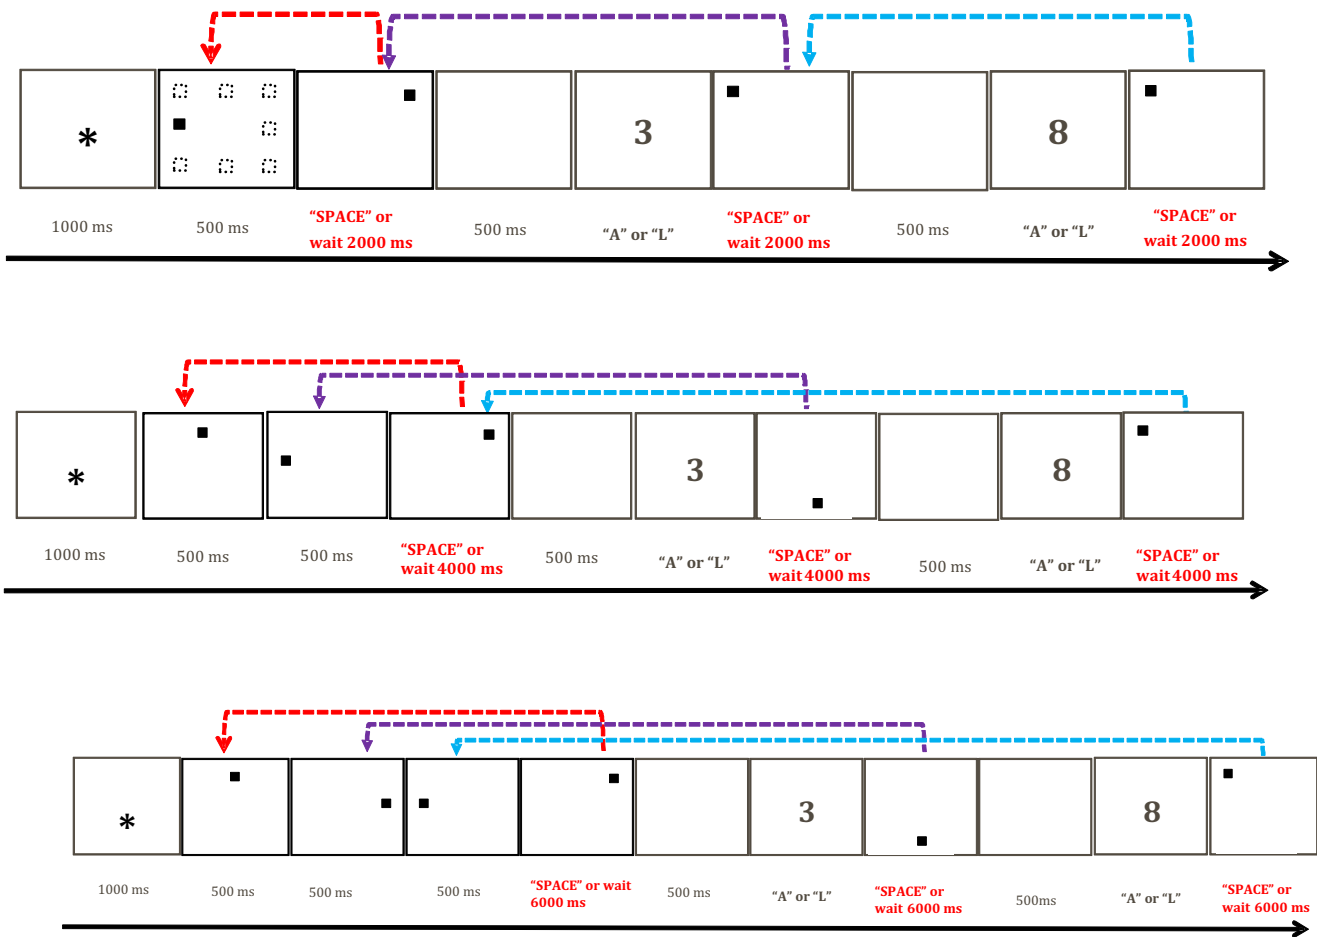 *
3
8
1000 ms
500 ms
“SPACE” or
wait 2000 ms
500 ms
“A” or “L”
“SPACE” or
wait 2000 ms
500 ms
“A” or “L”
“SPACE” or
wait 2000 ms
*
3
8
1000 ms
500 ms
500 ms
“SPACE” or
wait 4000 ms
500 ms
“A” or “L”
“SPACE” or
wait 4000 ms
500 ms
“A” or “L”
“SPACE” or
wait 4000 ms
*
3
8
1000 ms
500 ms
500 ms
500 ms
“SPACE” or wait
6000 ms
500 ms
“A” or “L”
“SPACE” or
wait 6000 ms
500ms
“A” or “L”
“SPACE” or
wait 6000 ms